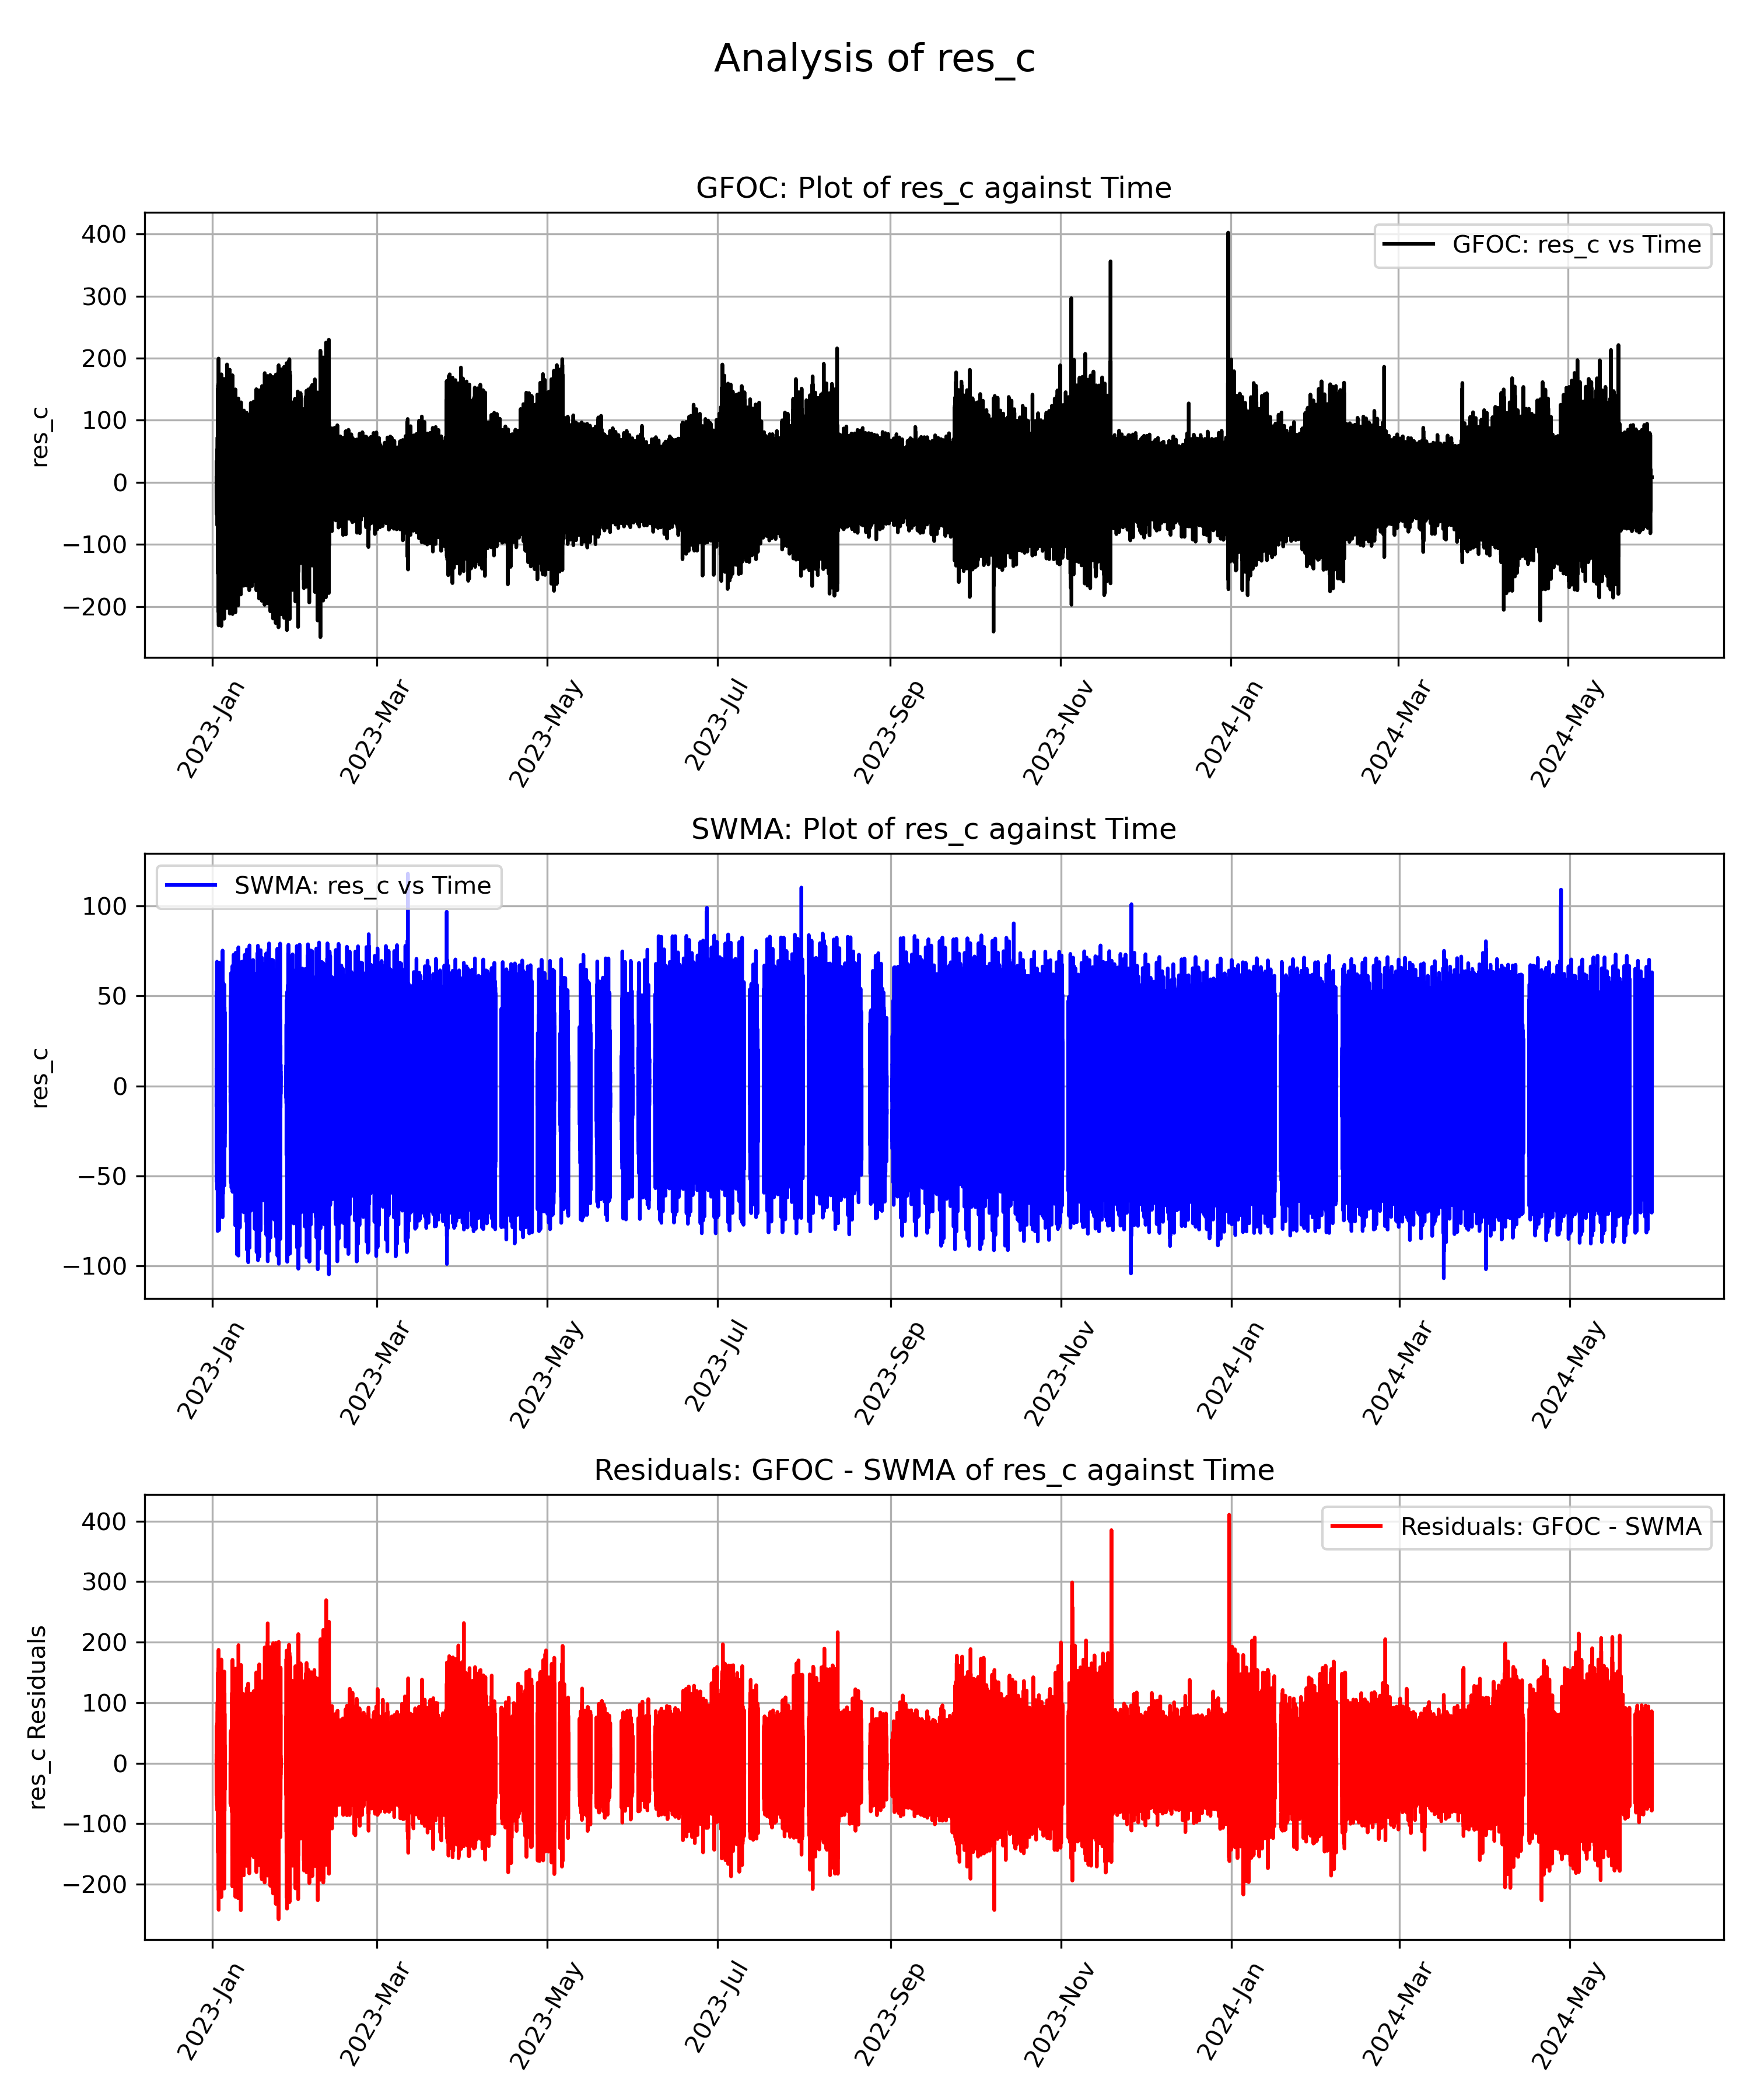 Analysis of res_c
GFOC: Plot of res_c against Time
GFOC: res_c vs Time
res_c
400
300
200
100
0
−100
−200
2023-Jan
2023-Mar
2023-May
2023-Jul
2023-Sep
2023-Nov
2024-Jan
2024-Mar
2024-May
SWMA: Plot of res_c against Time
SWMA: res_c vs Time
res_c
100
50
0
−50
−100
2023-Jan
2023-Mar
2023-May
2023-Jul
2023-Sep
2023-Nov
2024-Jan
2024-Mar
2024-May
Residuals: GFOC - SWMA of res_c against Time
Residuals: GFOC - SWMA
res_c Residuals
400
300
200
100
0
−100
−200
2023-Jan
2023-Mar
2023-May
2023-Jul
2023-Sep
2023-Nov
2024-Jan
2024-Mar
2024-May